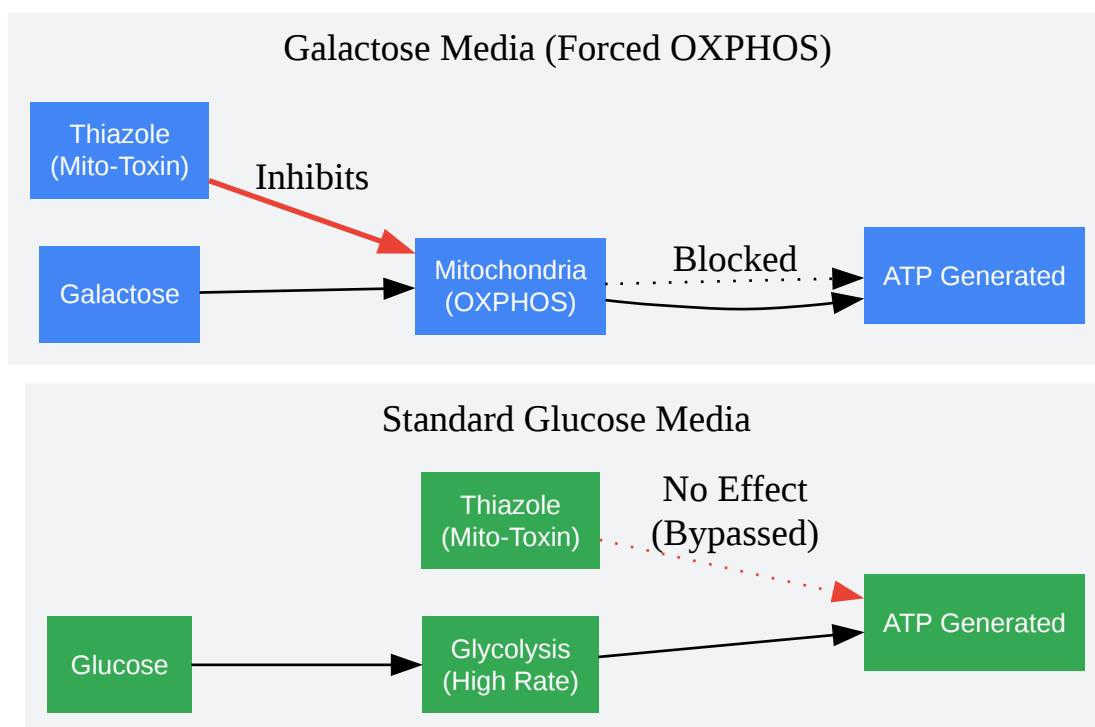 Galactose Media (Forced OXPHOS)
Thiazole
(Mito-Toxin)
Inhibits
Galactose
Mitochondria
(OXPHOS)
Blocked
ATP Generated
Standard Glucose Media
Thiazole
(Mito-Toxin)
No Effect
(Bypassed)
Glucose
Glycolysis
(High Rate)
ATP Generated